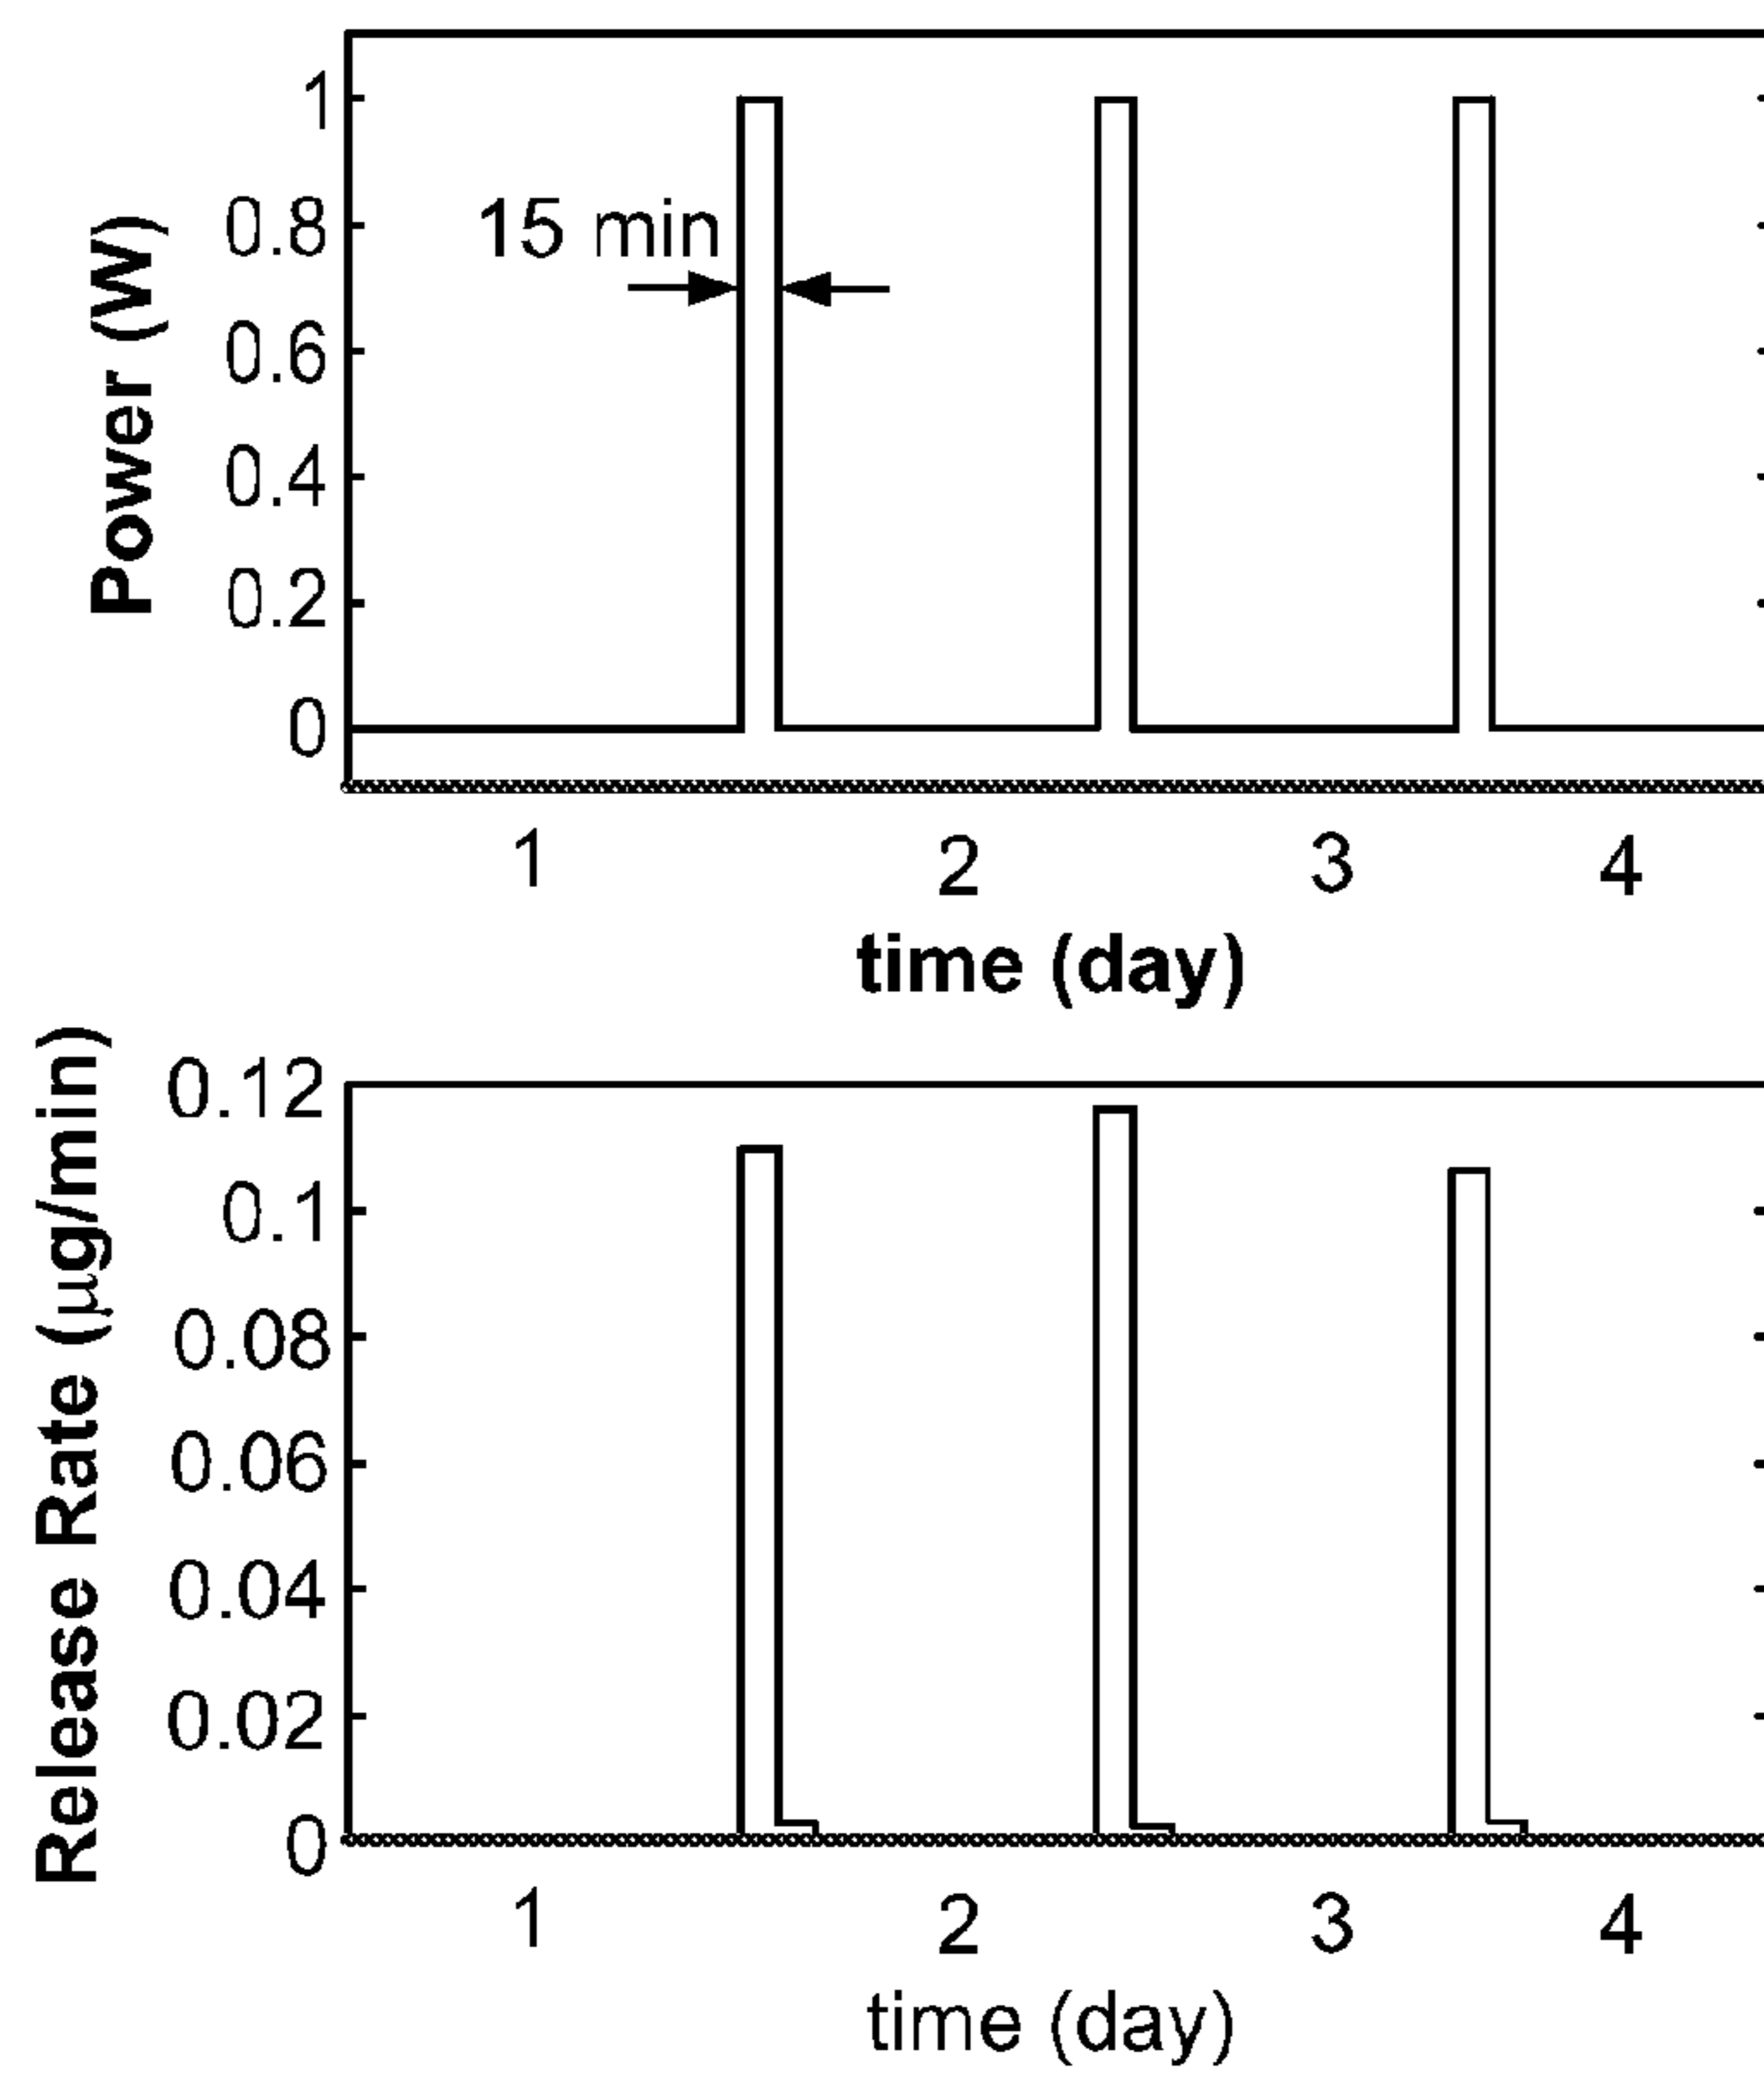 Power (W)
1
0.8
0.6
0.4
0.2
0
15 min
1 2 3 4
time (day)
Release Rate (μg/min)
0.12
0.1
0.08
0.06
0.04
0.02
0
1 2 3 4
time (day)